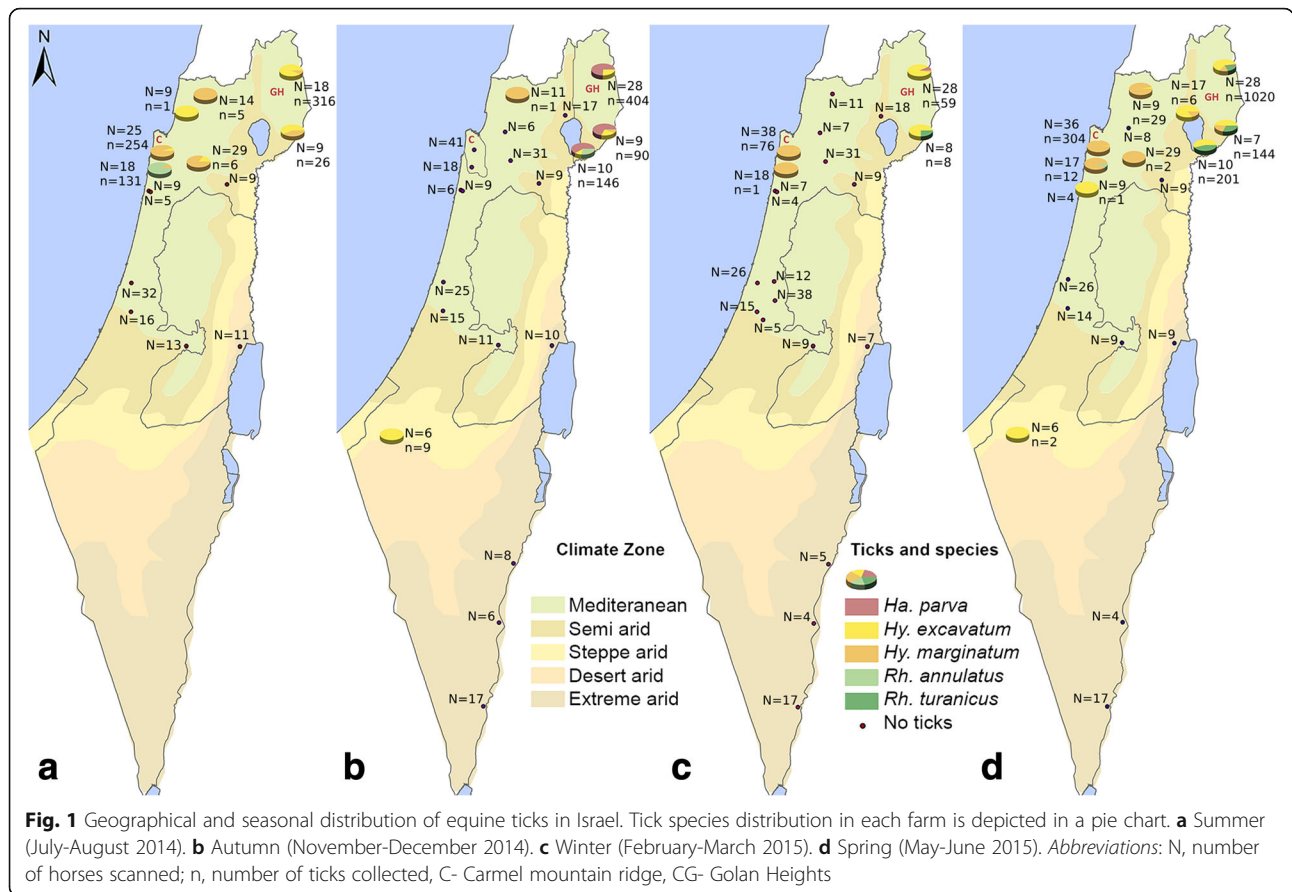 N
N=9
n=1
N=14
n=5
GH
N=18
n=316
N=25
n=254
C
N=29
n=6
N=9
n=26
N=18
n=131
N=9
N=9
N=5
N=32
N=16
N=13
N=11
a
N=11
n=1
N=17
GH
N=28
n=404
N=41
C
N=6
N=9
n=90
N=18
N=31
N=10
n=146
N=6
N=9
N=9
N=25
N=15
N=11
N=10
N=6
n=9
N=8
N=6
N=17
b
Climate Zone
Mediteranean
Semi arid
Steppe arid
Desert arid
Extreme arid
N=11
N=18
GH
N=28
n=59
N=38
n=76
C
N=7
N=31
N=8
n=8
N=18
n=1
N=7
N=4
N=9
N=26
N=12
N=38
N=15
N=5
N=9
N=7
N=5
N=4
N=17
c
Ticks and species
Ha. parva
Hy. excavatum
Hy. marginatum
Rh. annulatus
Rh. turanicus
No ticks
N=17
n=6
GH
N=28
n=1020
N=9
n=29
N=8
N=36
n=304
C
N=7
n=144
N=17
n=12
N=29
n=2
N=10
n=201
N=4
N=9
n=1
N=9
N=26
N=14
N=9
N=9
N=6
n=2
N=4
N=17
d
Fig. 1 Geographical and seasonal distribution of equine ticks in Israel. Tick species distribution in each farm is depicted in a pie chart. a Summer
(July-August 2014). b Autumn (November-December 2014). c Winter (February-March 2015). d Spring (May-June 2015). Abbreviations: N, number
of horses scanned; n, number of ticks collected, C- Carmel mountain ridge, CG- Golan Heights